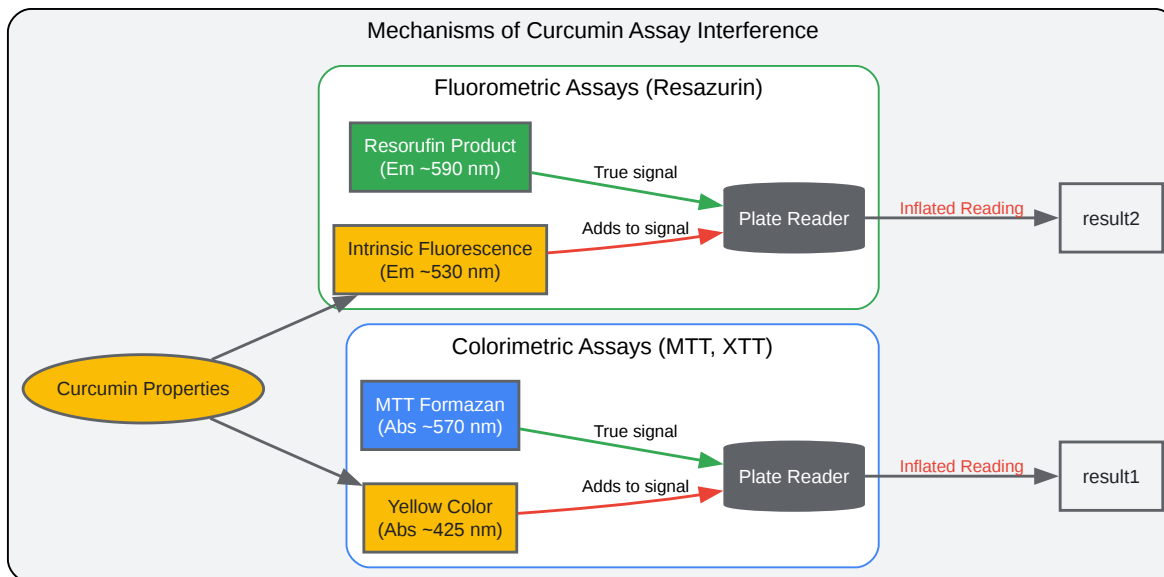 Mechanisms of Curcumin Assay Interference
Fluorometric Assays (Resazurin)
Resorufin Product
(Em ~590 nm)
True signal
Plate Reader
Inflated Reading
result2
Intrinsic Fluorescence
(Em ~530 nm)
Adds to signal
Curcumin Properties
Colorimetric Assays (MTT, XTT)
MTT Formazan
(Abs ~570 nm)
True signal
Plate Reader
Inflated Reading
result1
Yellow Color
(Abs ~425 nm)
Adds to signal